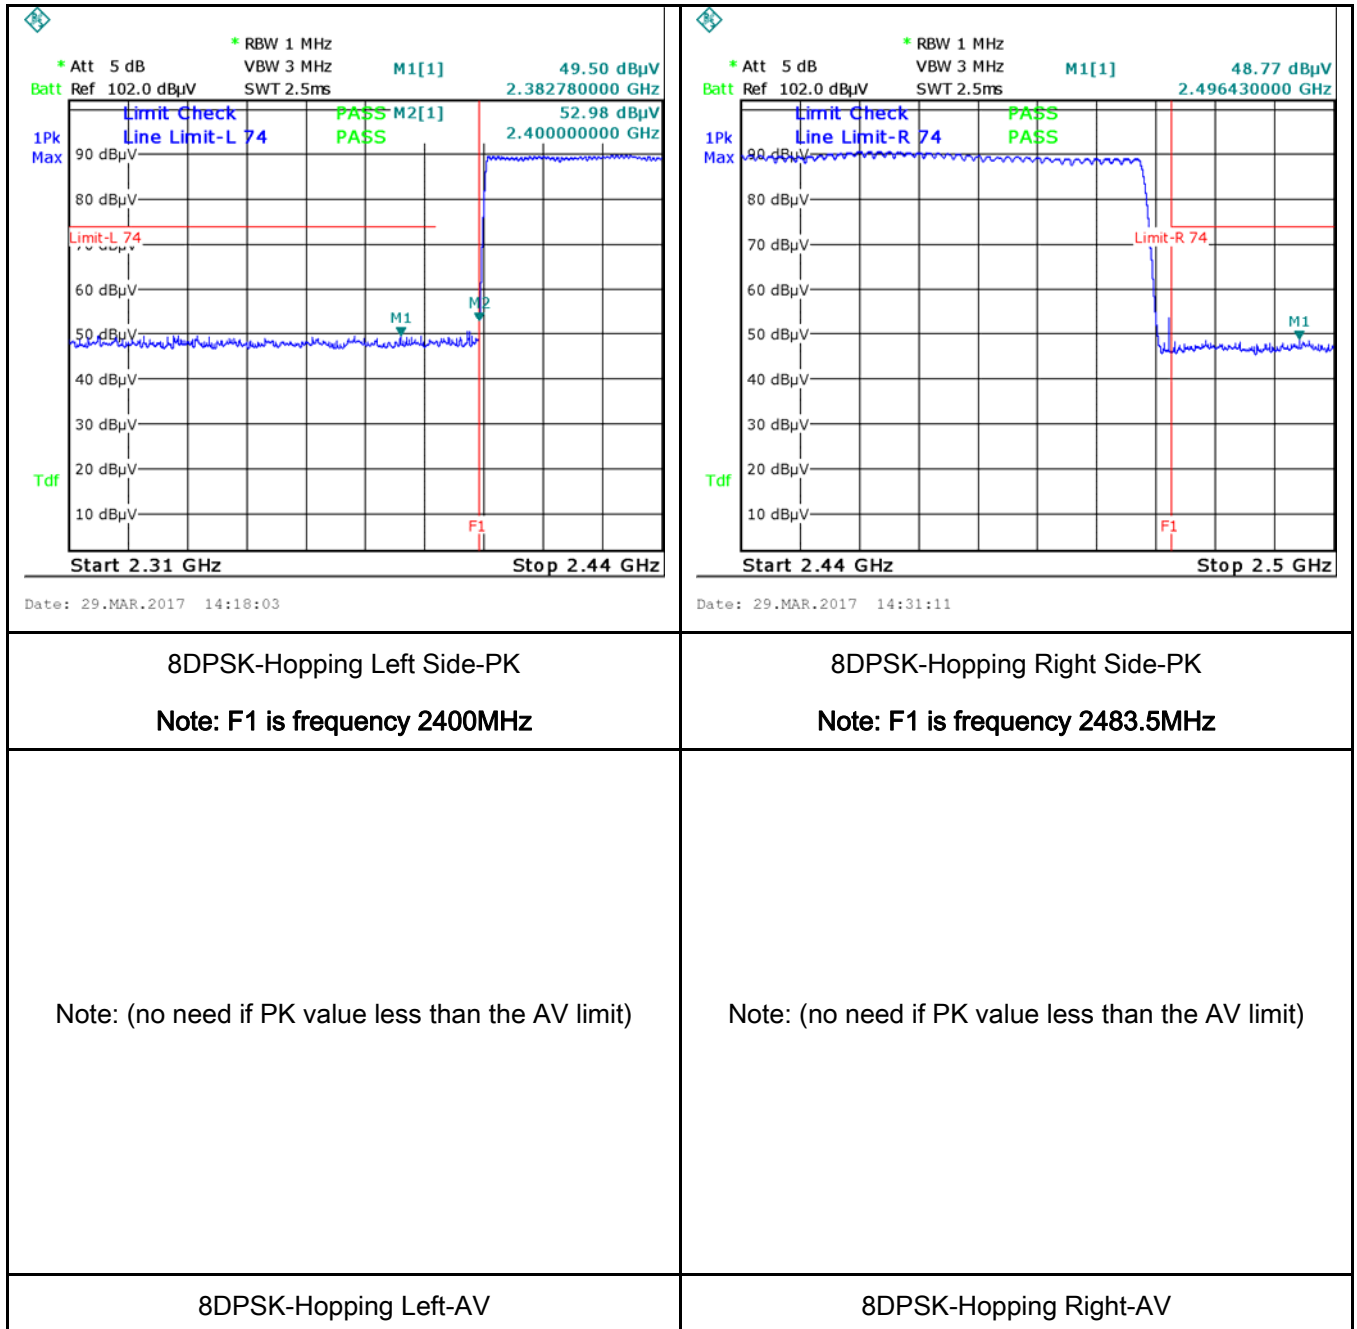 * RBW 1 MHz
* Att 5 dB VBW 3 MHz M1[1] 49.50 dBµV
Batt Ref 102.0 dBµV SWT 2.5ms 2.382780000 GHz
Limit Check PASS M2[1] 52.98 dBµV
1Pk Line Limit-L 74 PASS 2.400000000 GHz
Max 90 dBµV
80 dBµV
Limit-L 74
70 dBµV
60 dBµV
M2
M1
50 dBµV
40 dBµV
30 dBµV
20 dBµV
Tdf
10 dBµV
F1
Start 2.31 GHz Stop 2.44 GHz
Date: 29.MAR.2017 14:18:03
* RBW 1 MHz
* Att 5 dB VBW 3 MHz M1[1] 48.77 dBµV
Batt Ref 102.0 dBµV SWT 2.5ms 2.496430000 GHz
Limit Check PASS
1Pk Line Limit-R 74 PASS
Max 90 dBµV
80 dBµV
Limit-R 74
70 dBµV
60 dBµV
M1
50 dBµV
40 dBµV
30 dBµV
20 dBµV
Tdf
10 dBµV
F1
Start 2.44 GHz Stop 2.5 GHz
Date: 29.MAR.2017 14:31:11
8DPSK-Hopping Left Side-PK
Note: F1 is frequency 2400MHz
8DPSK-Hopping Right Side-PK
Note: F1 is frequency 2483.5MHz
Note: (no need if PK value less than the AV limit)
Note: (no need if PK value less than the AV limit)
8DPSK-Hopping Left-AV
8DPSK-Hopping Right-AV